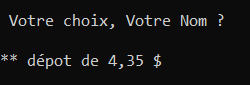 Votre choix, Votre Nom ?
** dépot de 4,35 $